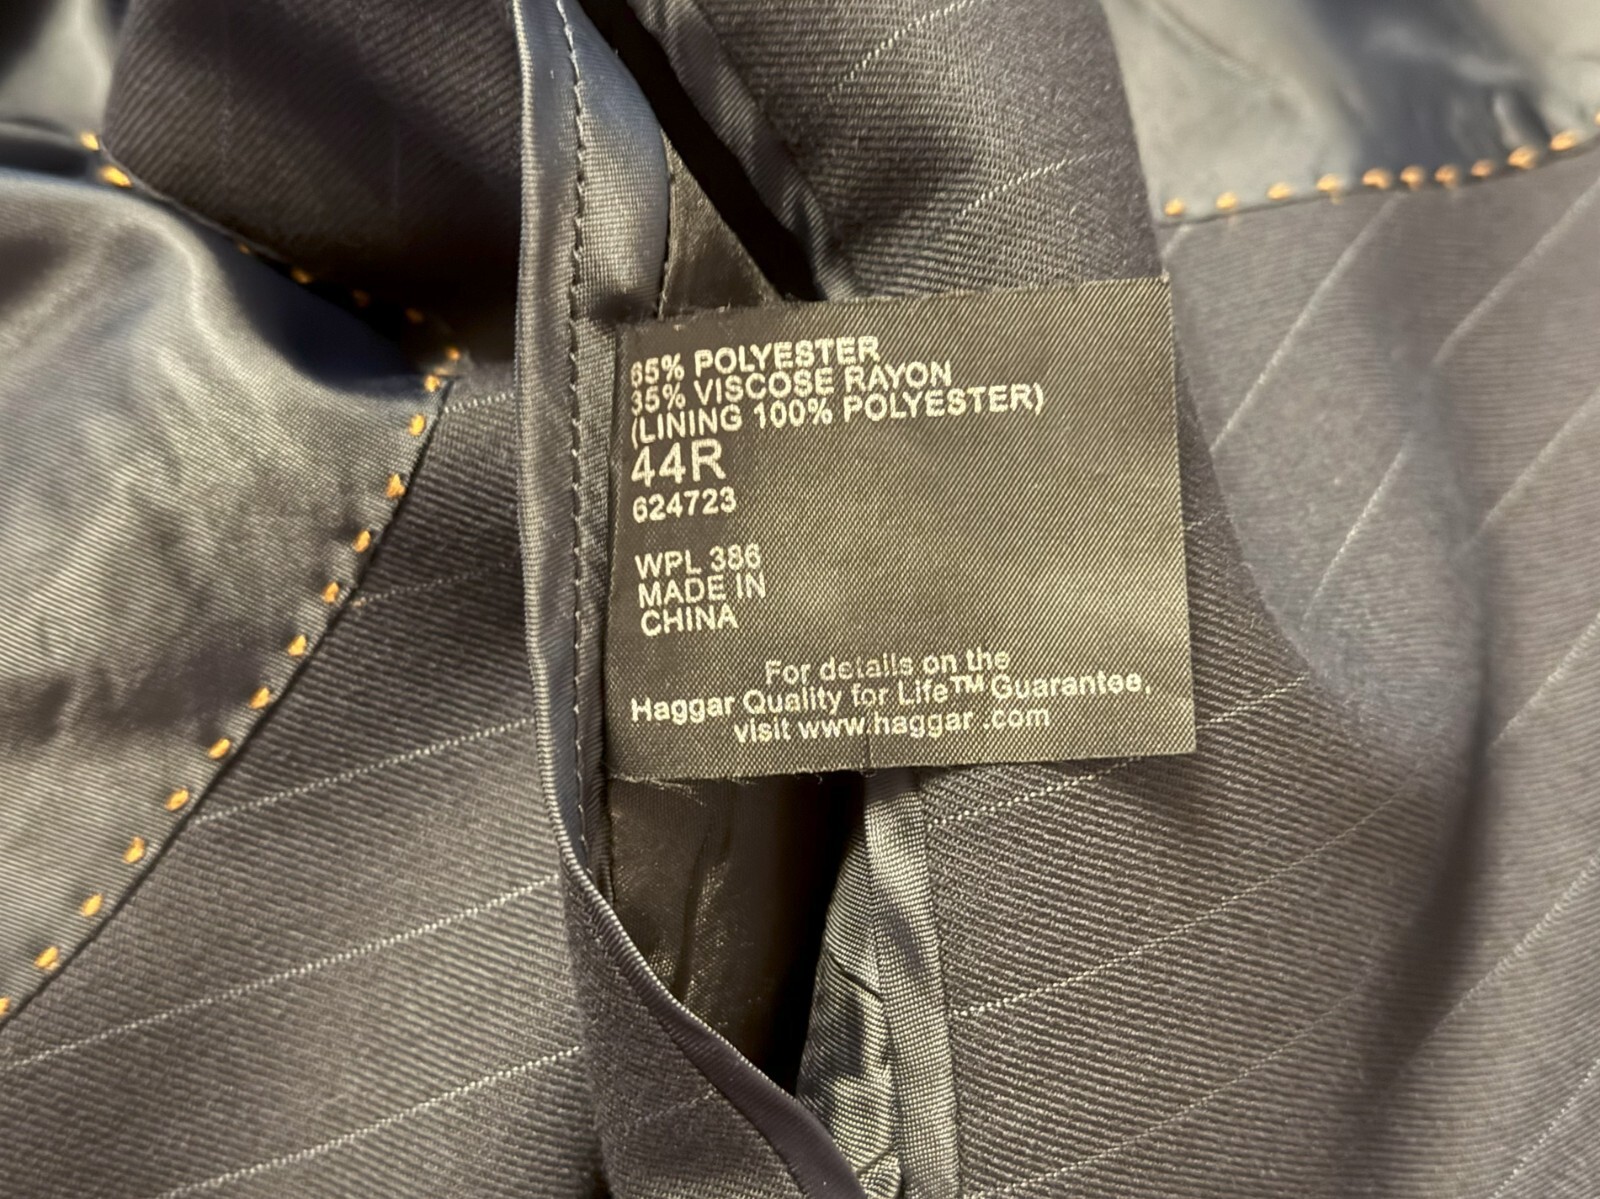 65% POLYESTER
35% VISCOSE RAYON
(LINING 100% POLYESTER)
44R
624723
WPL 386
MADE IN
CHINA
For details on the
Haggar Quality for Life™ Guarantee,
visit www.haggar .com